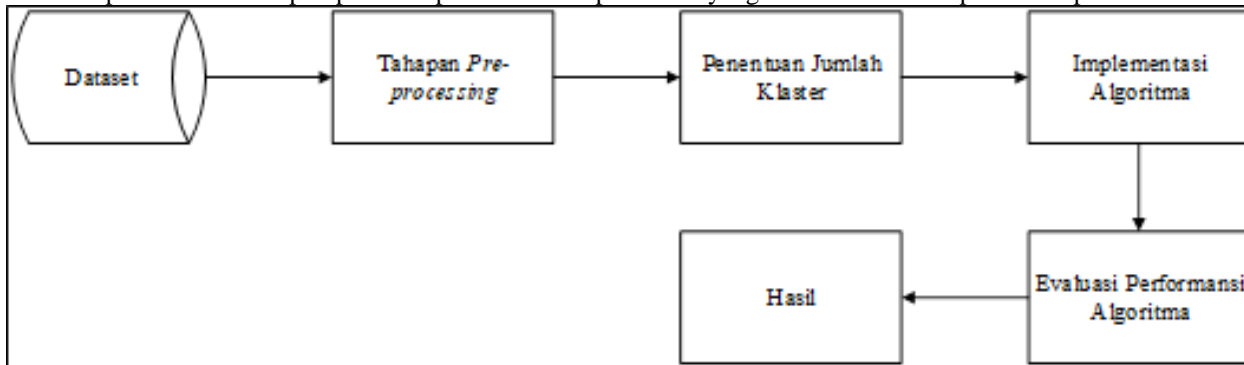 Dataset
Tahapan Pre-
processing
Penentuan Jumlah
Klaster
Implementasi
Algoritma
Evaluasi Performansi
Algoritma
Hasil